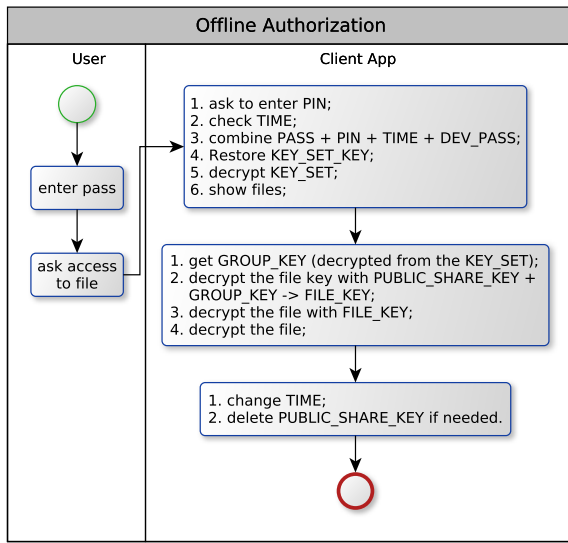 Offline Authorization
User
Client App
enter pass
ask access
to file
1. ask to enter PIN;
2. check TIME;
3. combine PASS + PIN + TIME + DEV_PASS;
4. Restore KEY_SET_KEY;
5. decrypt KEY_SET;
6. show files;
1. get GROUP_KEY (decrypted from the KEY_SET);
2. decrypt the file key with PUBLIC_SHARE_KEY +
GROUP_KEY -> FILE_KEY;
3. decrypt the file with FILE_KEY;
4. decrypt the file;
1. change TIME;
2. delete PUBLIC_SHARE_KEY if needed.